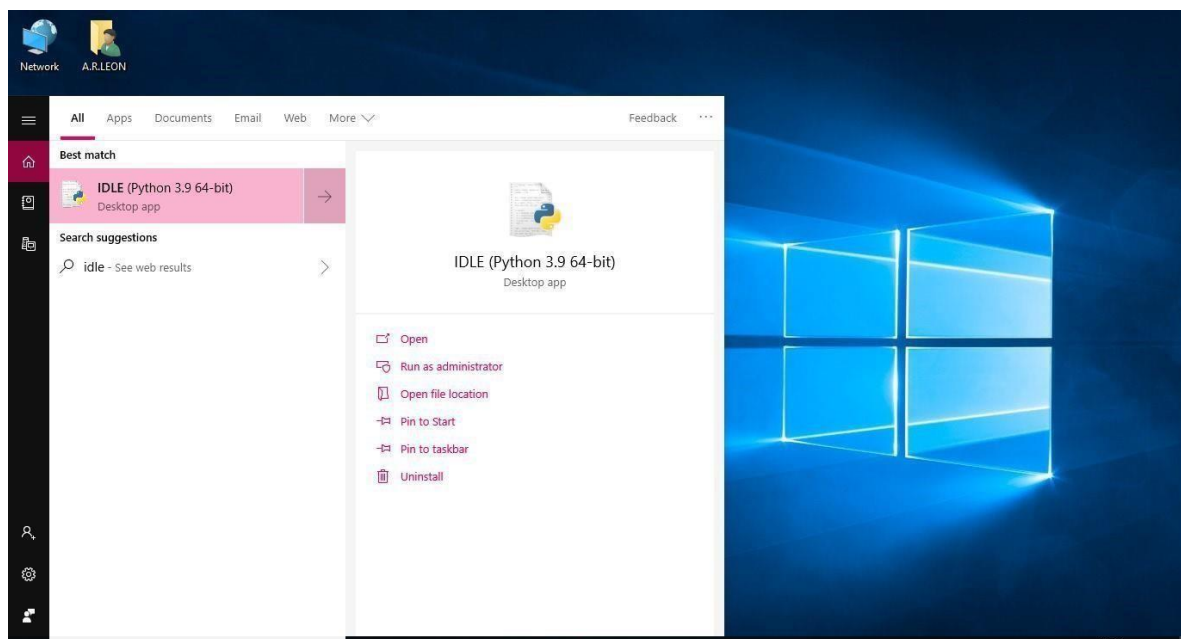 Network
A.R.LEON
All Apps Documents Email Web More
Feedback
Best match
IDLE (Python 3.9 64-bit)
Desktop app
Search suggestions
idle - See web results
IDLE (Python 3.9 64-bit)
Desktop app
Open
Run as administrator
Open file location
Pin to Start
Pin to taskbar
Uninstall